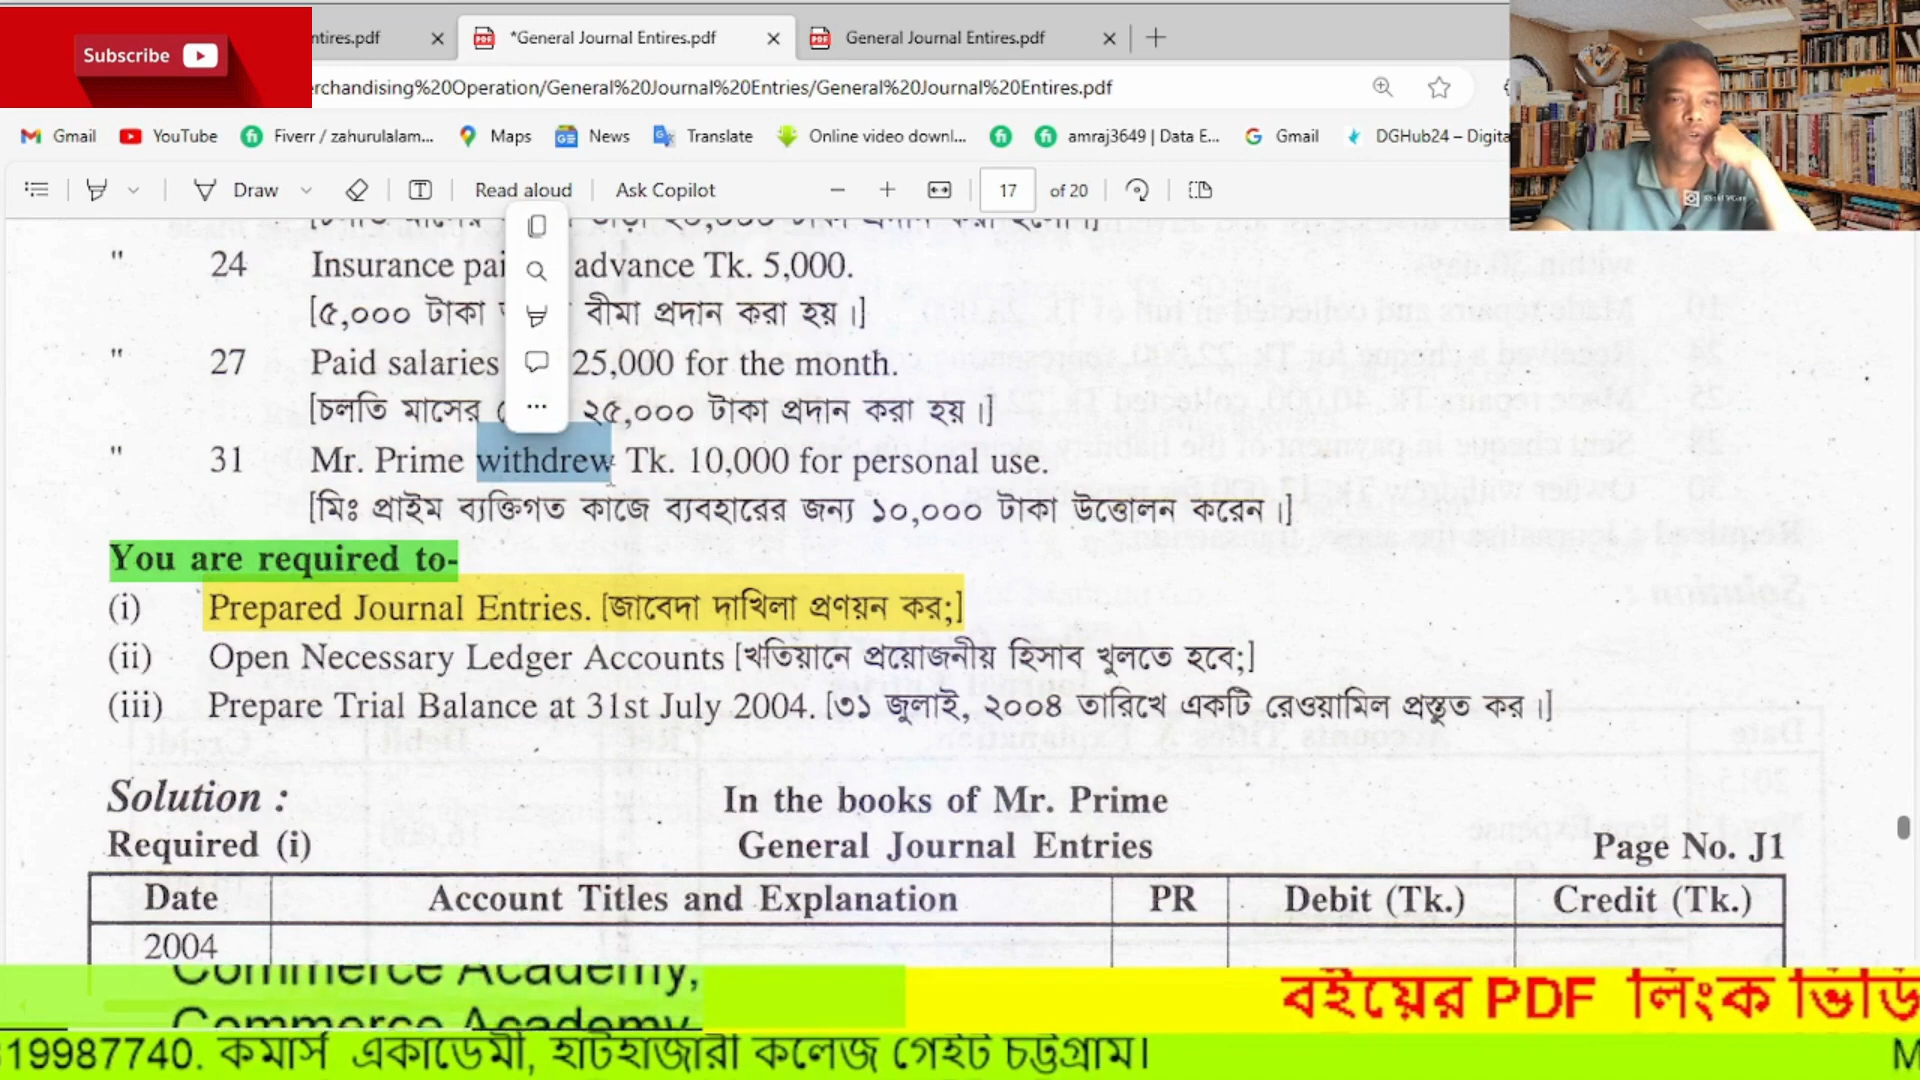 Subscribe
ntires.pdf
*General Journal Entires.pdf
General Journal Entires.pdf
erchandising%20Operation/General%20Journal%20Entries/General%20Journal%20Entires.pdf
Gmail
YouTube
Fiverr / zahurulalam...
Maps
News
Translate
Online video downl...
amraj3649 | Data E...
Gmail
DGHub24 – Digita
Draw
Read aloud
Ask Copilot
17 of 20
" 24 Insurance pai advance Tk. 5,000.
[৫,০০০ টাকা বীমা প্রদান করা হয়।]
" 27 Paid salaries 25,000 for the month.
[চলতি মাসের ২৫,০০০ টাকা প্রদান করা হয়।]
" 31 Mr. Prime withdrew Tk. 10,000 for personal use.
[মিঃ প্রাইম ব্যক্তিগত কাজে ব্যবহারের জন্য ১০,০০০ টাকা উত্তোলন করেন।]
You are required to-
(i) Prepared Journal Entries. [জাবেদা দাখিলা প্রণয়ন কর;]
(ii) Open Necessary Ledger Accounts [খতিয়ানে প্রয়োজনীয় হিসাব খুলতে হবে;]
(iii) Prepare Trial Balance at 31st July 2004. [৩১ জুলাই, ২০০৪ তারিখে একটি রেওয়ামিল প্রস্তুত কর।]
Solution : In the books of Mr. Prime
Required (i) General Journal Entries Page No. J1
Date Account Titles and Explanation PR Debit (Tk.) Credit (Tk.)
2004
Commerce Academy,
Commerce Academy,
বইয়ের PDF লিংক ভিডি
319987740. কমার্স একাডেমী, হাটহাজারী কলেজ গেইট চট্টগ্রাম।
M